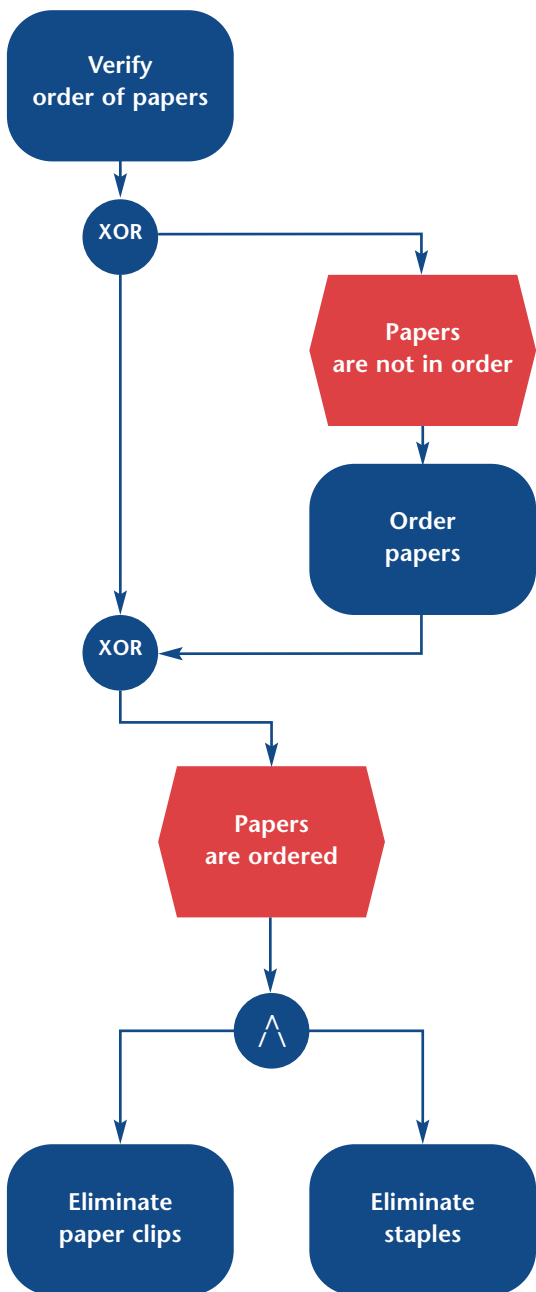 Verify
order of papers
XOR
Papers
are not in order
Order
papers
XOR
Papers
are ordered
/\
Eliminate
paper clips
Eliminate
staples